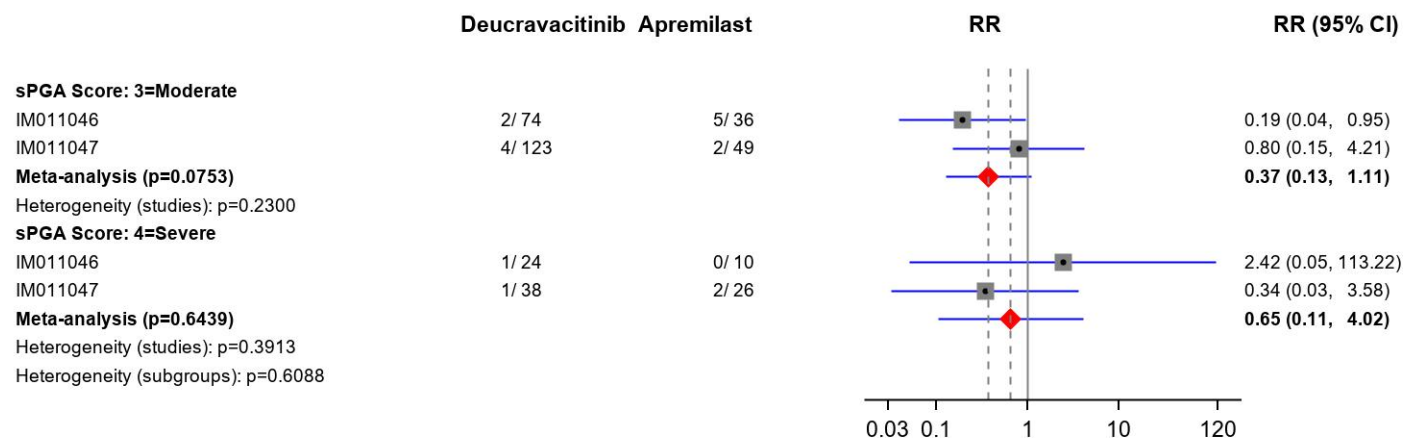 Deucravacitinib Apremilast RR RR (95% CI)
sPGA Score: 3=Moderate
IM011046 2/ 74 5/ 36 0.19 (0.04, 0.95)
IM011047 4/ 123 2/ 49 0.80 (0.15, 4.21)
Meta-analysis (p=0.0753) 0.37 (0.13, 1.11)
Heterogeneity (studies): p=0.2300
sPGA Score: 4=Severe
IM011046 1/ 24 0/ 10 2.42 (0.05, 113.22)
IM011047 1/ 38 2/ 26 0.34 (0.03, 3.58)
Meta-analysis (p=0.6439) 0.65 (0.11, 4.02)
Heterogeneity (studies): p=0.3913
Heterogeneity (subgroups): p=0.6088
0.03 0.1 1 10 120